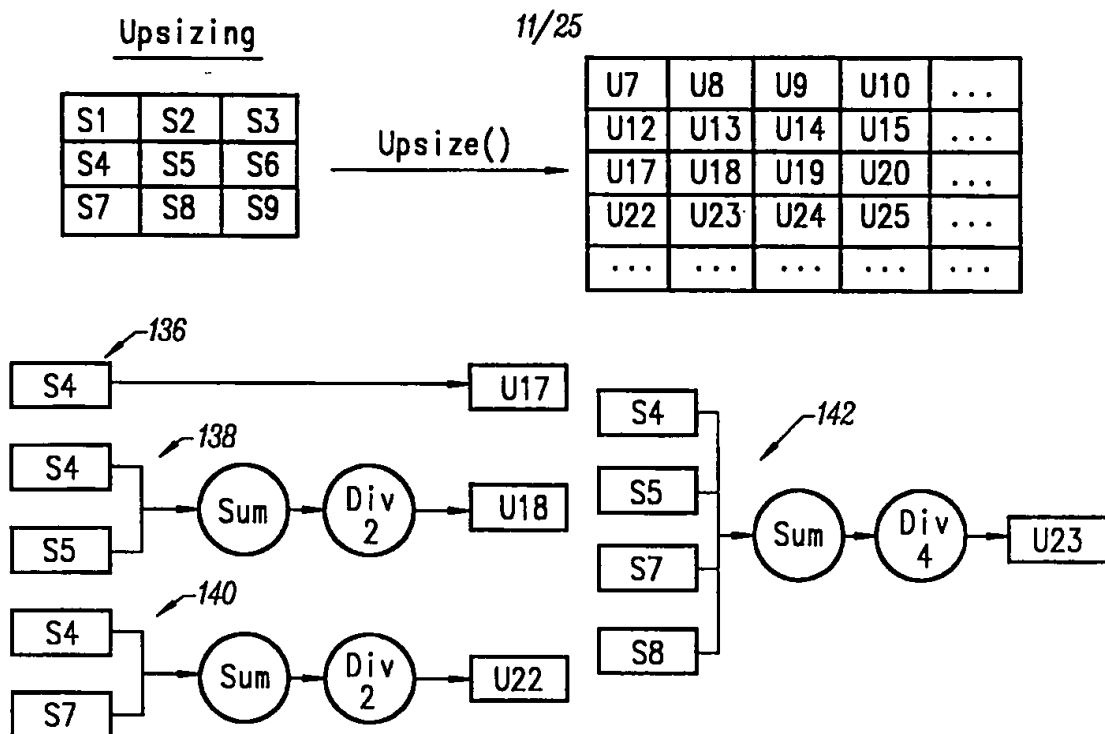 Upsizing
11/25
S1 S2 S3
S4 S5 S6
S7 S8 S9
Upsize()
U7 U8 U9 U10 ...
U12 U13 U14 U15 ...
U17 U18 U19 U20 ...
U22 U23 U24 U25 ...
... ... ... ... ...
136
S4 U17
138
S4
S5
Sum
Div 
2
U18
140
S4
S7
Sum
Div
2
U22
142
S4
S5
S7
S8
Sum
Div
4
U23